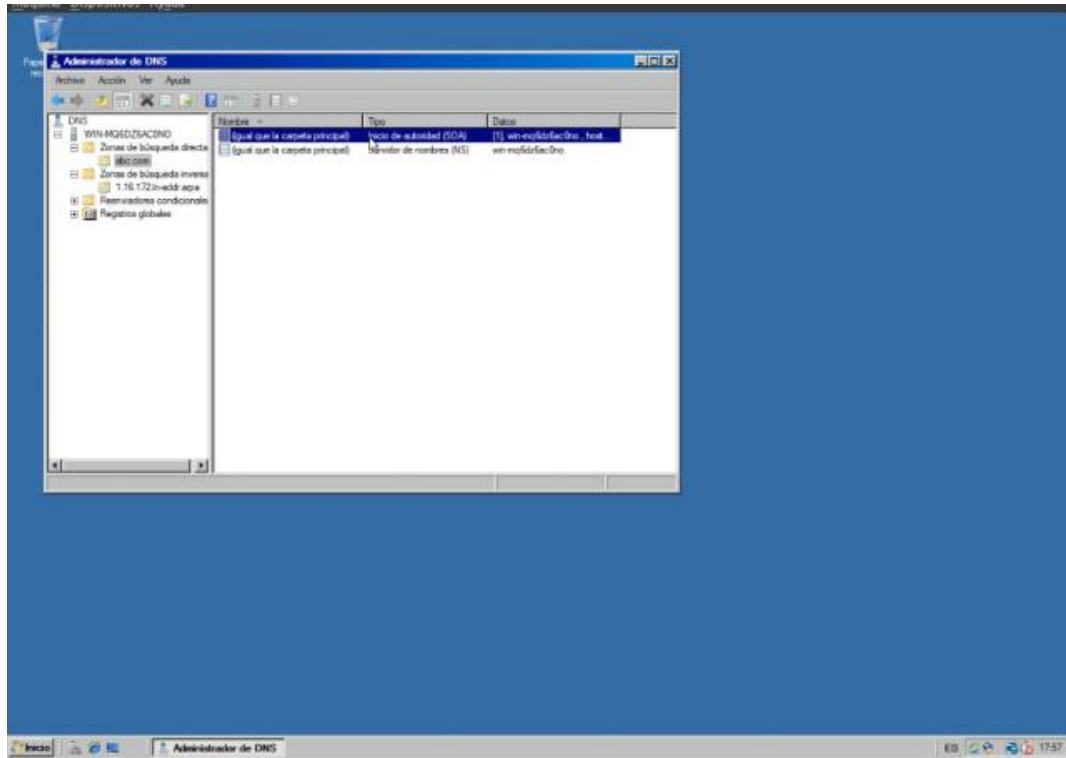 Administrador de DNS
Archivo Acción Ver Ayuda
DNS
WIN-MQ6DZ6AC0NO
Zonas de búsqueda directa
abc.com
Zonas de búsqueda inversa
1.16.172.in-addr.arpa
Reenviadores condicionales
Registros globales
Nombre Tipo Datos
(igual que la carpeta principal) Inicio de autoridad (SOA) [1], win-mq6dz6ac0no., host...
(igual que la carpeta principal) Servidor de nombres (NS) win-mq6dz6ac0no.
Inicio
Administrador de DNS
ES
17:57